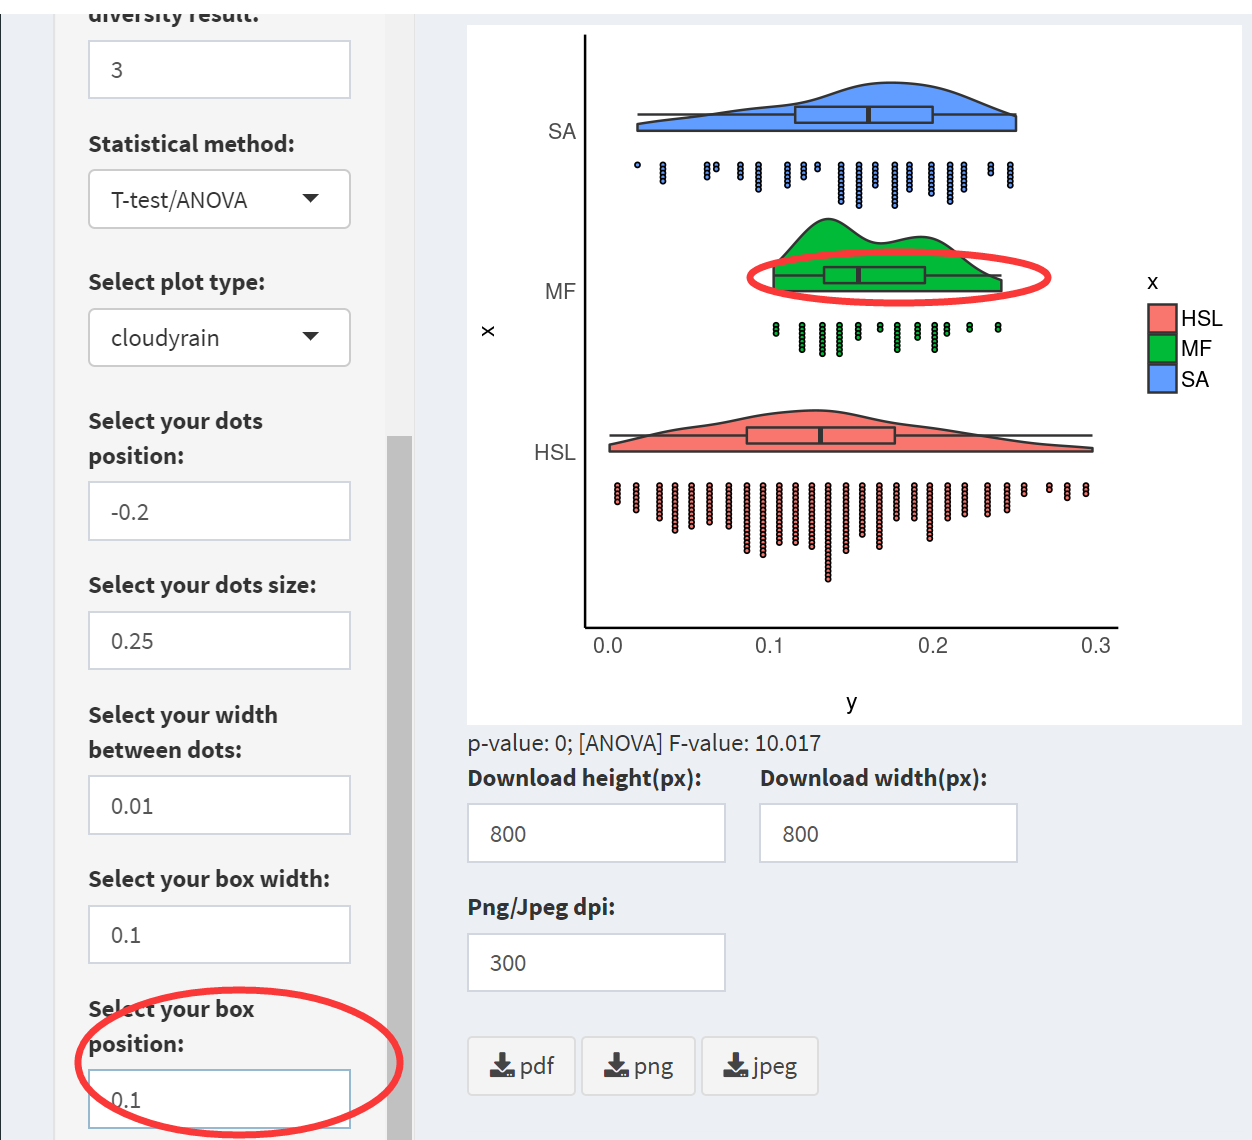 diversity result:
3
Statistical method:
T-test/ANOVA
Select plot type:
cloudyrain
Select your dots
position:
-0.2
Select your dots size:
0.25
Select your width
between dots:
0.01
Select your box width:
0.1
Select your box
position:
0.1
SA
MF
HSL
x
0.0 0.1 0.2 0.3
y
x
HSL
MF
SA
p-value: 0; [ANOVA] F-value: 10.017
Download height(px): Download width(px):
800 800
Png/Jpeg dpi:
300
pdf png jpeg